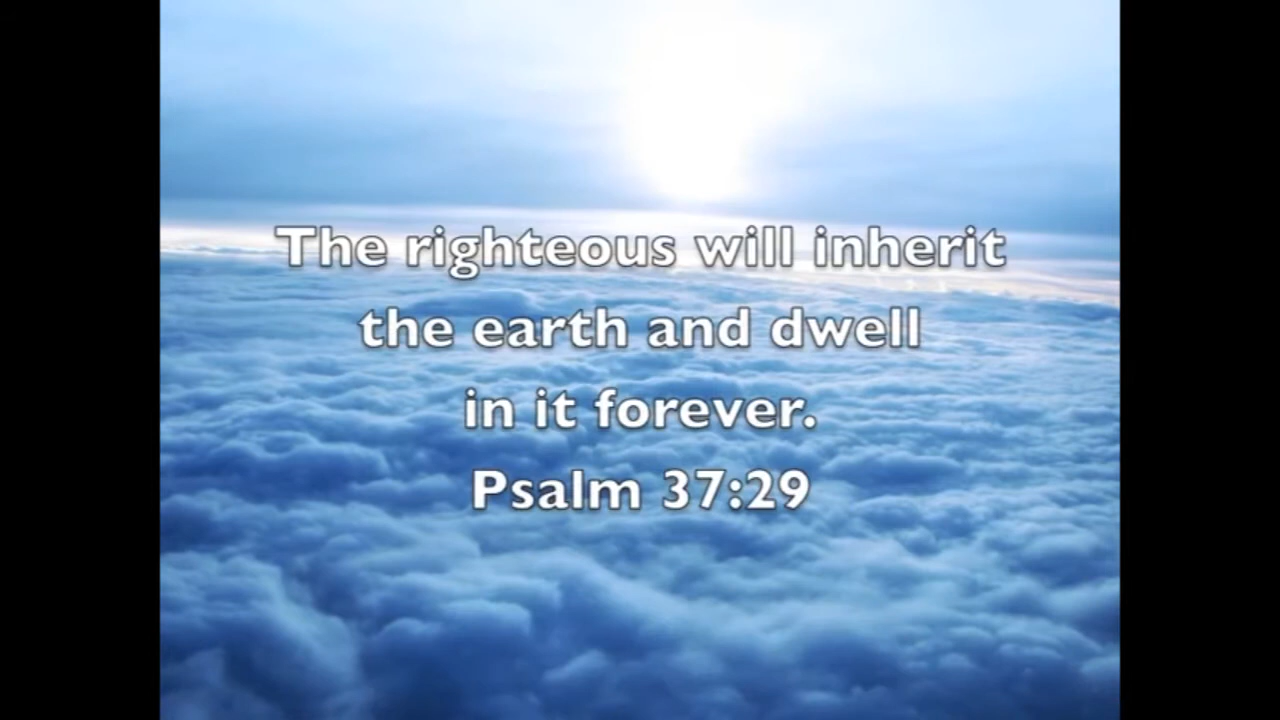 The righteous will inherit
the earth and dwell
in it forever.
Psalm 37:29